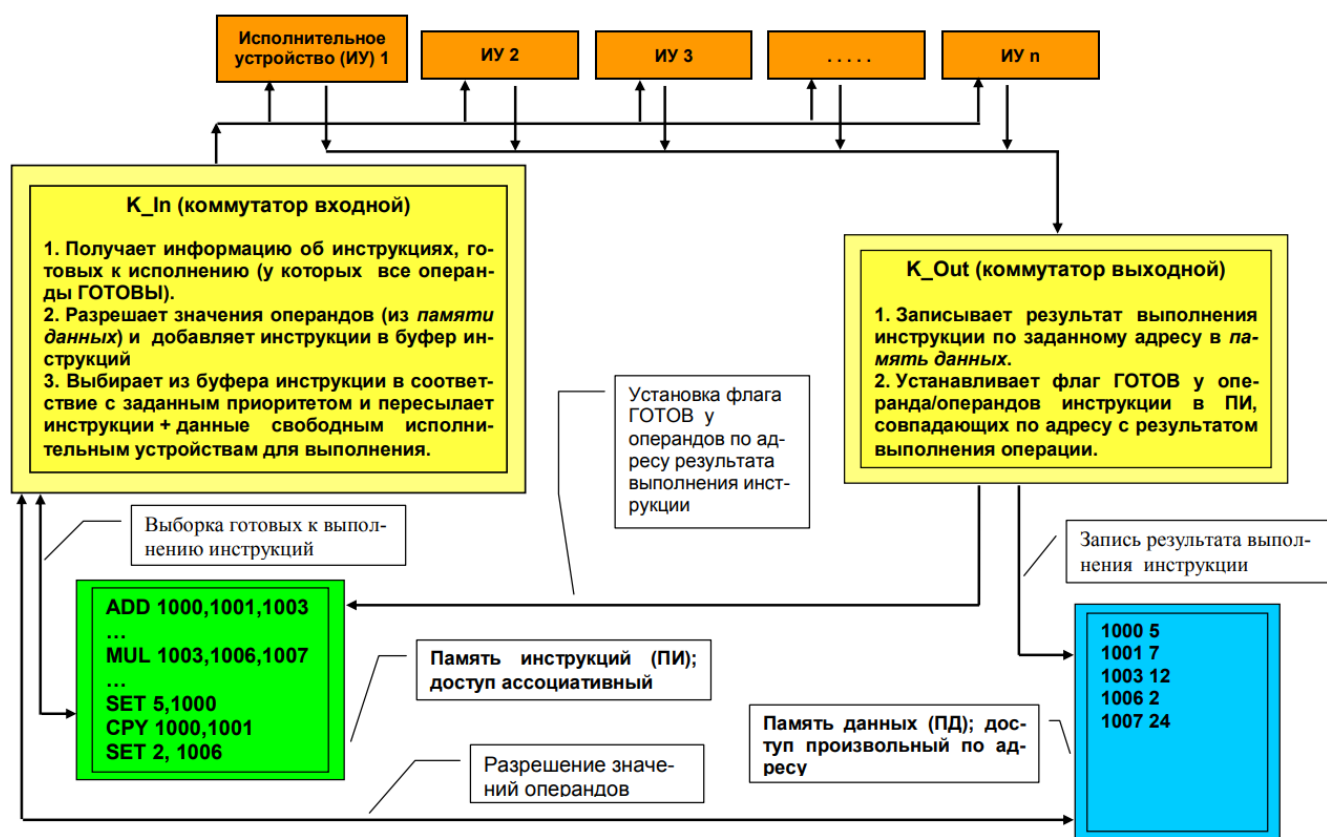 Исполнительное
устройство (ИУ) 1
ИУ 2
ИУ 3
. . . . .
ИУ n
K_In (коммутатор входной)
1. Получает информацию об инструкциях, го-
товых к исполнению (у которых все операн-
ды ГОТОВЫ).
2. Разрешает значения операндов (из памяти
данных) и добавляет инструкции в буфер ин-
струкций
3. Выбирает из буфера инструкции в соответ-
ствие с заданным приоритетом и пересылает
инструкции + данные свободным исполни-
тельным устройствам для выполнения.
K_Out (коммутатор выходной)
1. Записывает результат выполнения
инструкции по заданному адресу в па-
мять данных.
2. Устанавливает флаг ГОТОВ у опе-
ранда/операндов инструкции в ПИ,
совпадающих по адресу с результатом
выполнения операции.
Установка флага
ГОТОВ у
операндов по ад-
ресу результата
выполнения инст-
рукции
Выборка готовых к выпол-
нению инструкций
Запись результата выпол-
нения инструкции
ADD 1000,1001,1003
...
MUL 1003,1006,1007
...
SET 5,1000
CPY 1000,1001
SET 2, 1006
Память инструкций (ПИ);
доступ ассоциативный
1000 5
1001 7
1003 12
1006 2
1007 24
Память данных (ПД); дос-
туп произвольный по ад-
ресу
Разрешение значе-
ний операндов